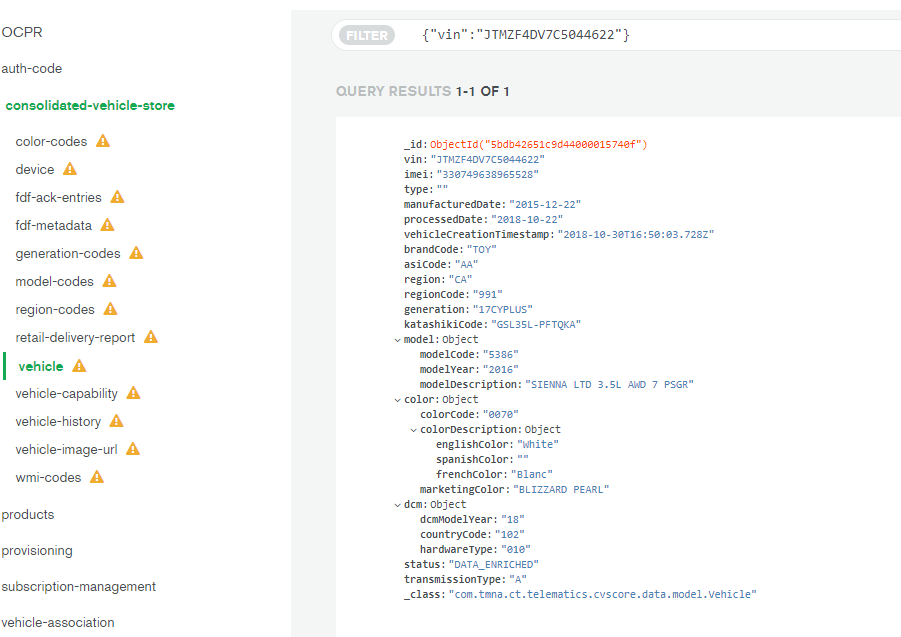 OCPR
auth-code
consolidated-vehicle-store
color-codes
device
fdf-ack-entries
fdf-metadata
generation-codes
model-codes
region-codes
retail-delivery-report
vehicle
vehicle-capability
vehicle-history
vehicle-image-url
wmi-codes
products
provisioning
subscription-management
vehicle-association
FILTER {"vin":"JTMZF4DV7C5044622"}
QUERY RESULTS 1-1 OF 1
_id: ObjectId("5bdb42651c9d44000015740f")
vin: "JTMZF4DV7C5044622"
imei: "330749638965528"
type: ""
manufacturedDate: "2015-12-22"
processedDate: "2018-10-22"
vehicleCreationTimestamp: "2018-10-30T16:50:03.728Z"
brandCode: "TOY"
asiCode: "AA"
region: "CA"
regionCode: "991"
generation: "17CYPLUS"
katashikiCode: "GSL35L-PFTQKA"
model: Object
modelCode: "5386"
modelYear: "2016"
modelDescription: "SIENNA LTD 3.5L AWD 7 PSGR"
color: Object
colorCode: "0070"
colorDescription: Object
englishColor: "White"
spanishColor: ""
frenchColor: "Blanc"
marketingColor: "BLIZZARD PEARL"
dcm: Object
dcmModelYear: "18"
countryCode: "102"
hardwareType: "010"
status: "DATA_ENRICHED"
transmissionType: "A"
_class: "com.tmna.ct.telematics.cvscore.data.model.Vehicle"